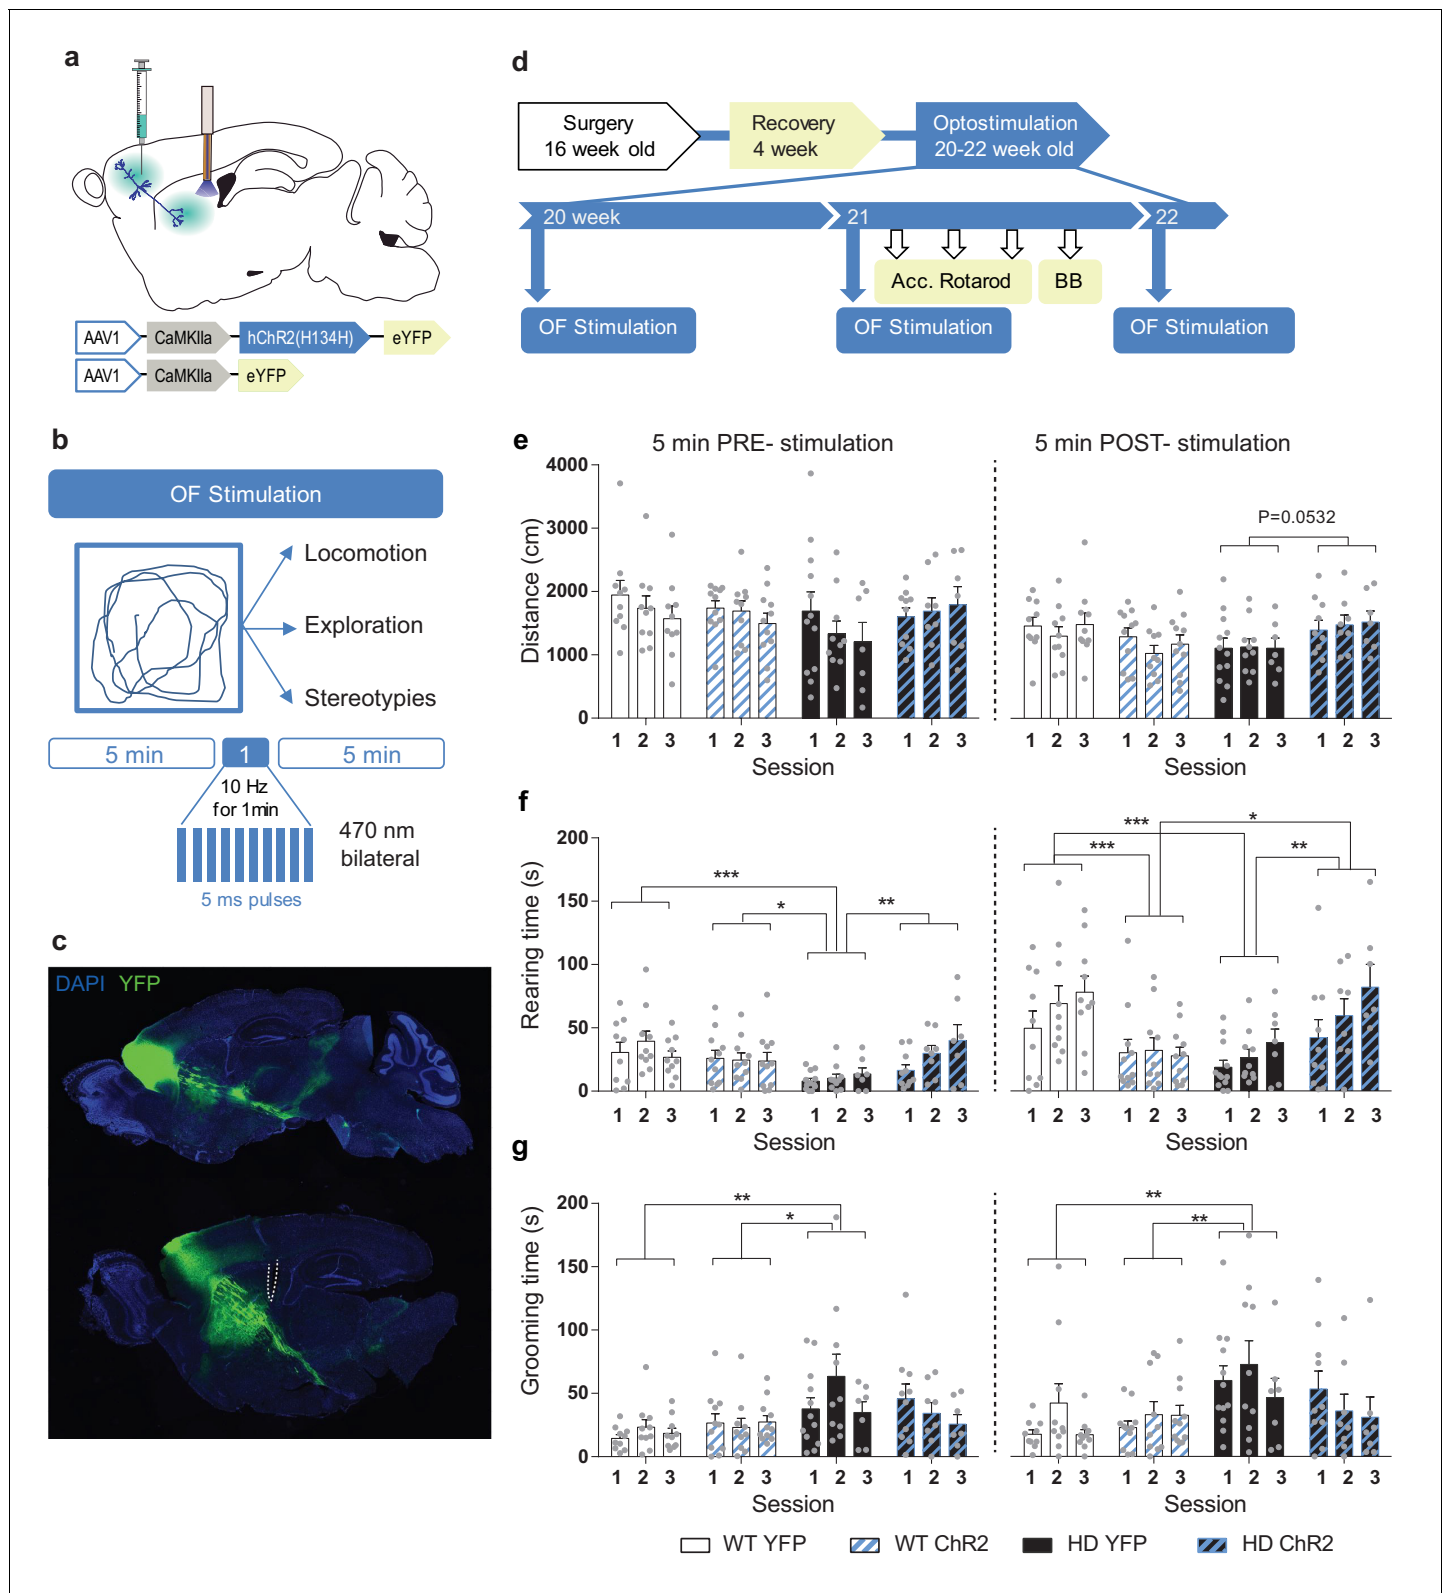 a
AAV1 CaMKIIa hChR2(H134H) eYFP
AAV1 CaMKIIa eYFP
b
OF Stimulation
Locomotion
Exploration
Stereotypies
5 min 1 5 min
10 Hz
for 1min
470 nm
bilateral
5 ms pulses
c
DAPI YFP
d
Surgery
16 week old
Recovery
4 week
Optostimulation
20-22 week old
20 week 21 22
Acc. Rotarod BB
OF Stimulation OF Stimulation OF Stimulation
e
5 min PRE- stimulation 5 min POST- stimulation
Distance (cm)
4000
3000
2000
1000
0
P=0.0532
1 2 3 1 2 3 1 2 3 1 2 3 1 2 3 1 2 3 1 2 3 1 2 3
Session Session
f
Rearing time (s)
200
150
100
50
0
*** * **
*** *** * **
1 2 3 1 2 3 1 2 3 1 2 3 1 2 3 1 2 3 1 2 3 1 2 3
Session Session
g
Grooming time (s)
200
150
100
50
0
** *
** **
1 2 3 1 2 3 1 2 3 1 2 3 1 2 3 1 2 3 1 2 3 1 2 3
Session Session
WT YFP WT ChR2 HD YFP HD ChR2